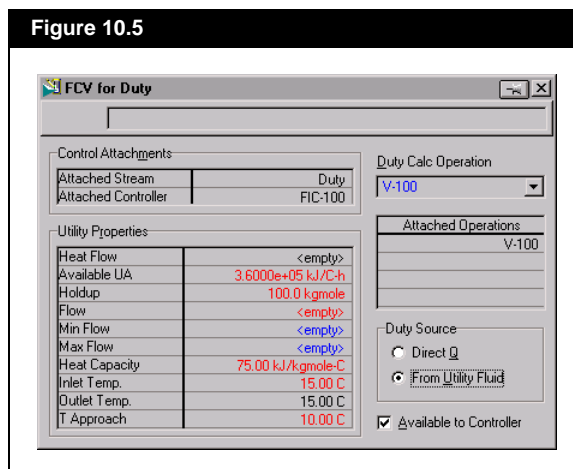 Figure 10.5
FCV for Duty
Control Attachments
Attached Stream Duty
Attached Controller FIC-100
Utility Properties
Heat Flow <empty>
Available UA 3.6000e+05 kJ/C-h
Holdup 100.0 kgmole
Flow <empty>
Min Flow <empty>
Max Flow <empty>
Heat Capacity 75.00 kJ/kgmole-C
Inlet Temp. 15.00 C
Outlet Temp. 15.00 C
T Approach 10.00 C
Duty Calc Operation
V-100
Attached Operations
V-100
Duty Source
Direct Q
From Utility Fluid
Available to Controller